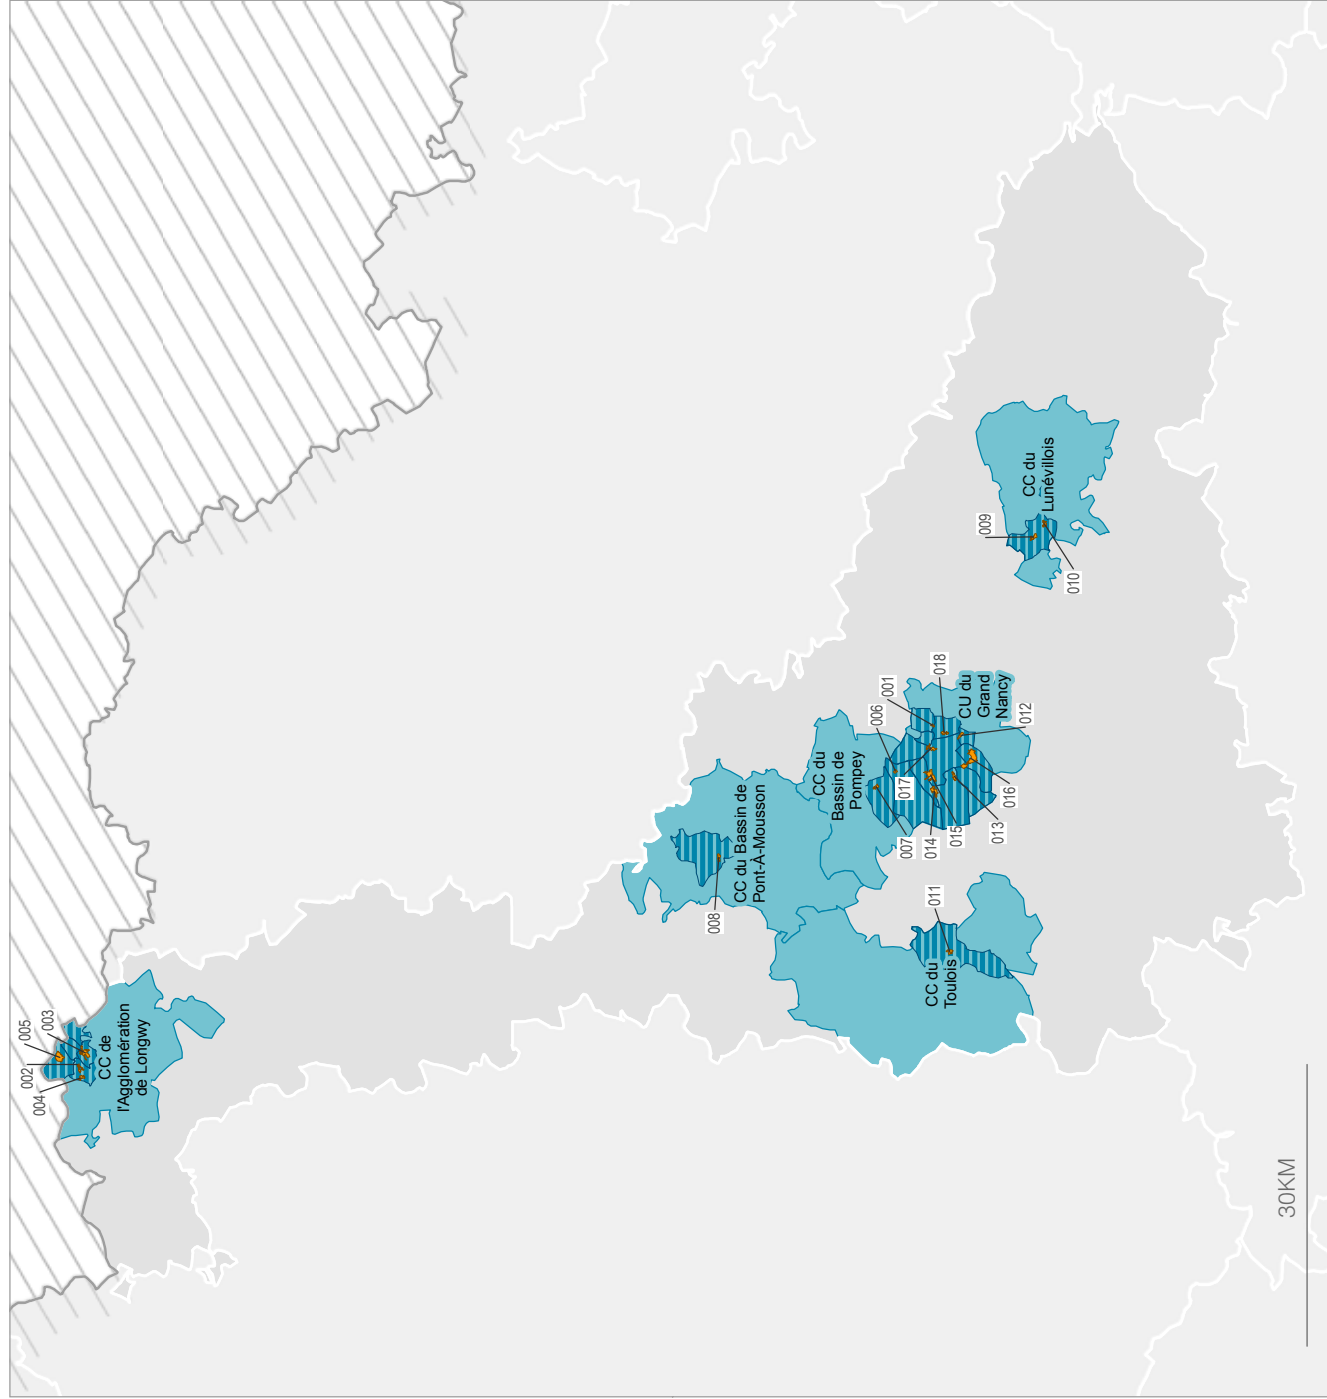 004
002
005
003
CC de
l'Agglomération
de Longwy
008
CC du Bassin de
Pont-À-Mousson
CC du
Bassin de
Pompey
006
001
018
017
CU du
Grand
Nancy
012
007
014
015
013
016
011
CC du
Toulois
009
CC du
Lunévillois
010
30KM